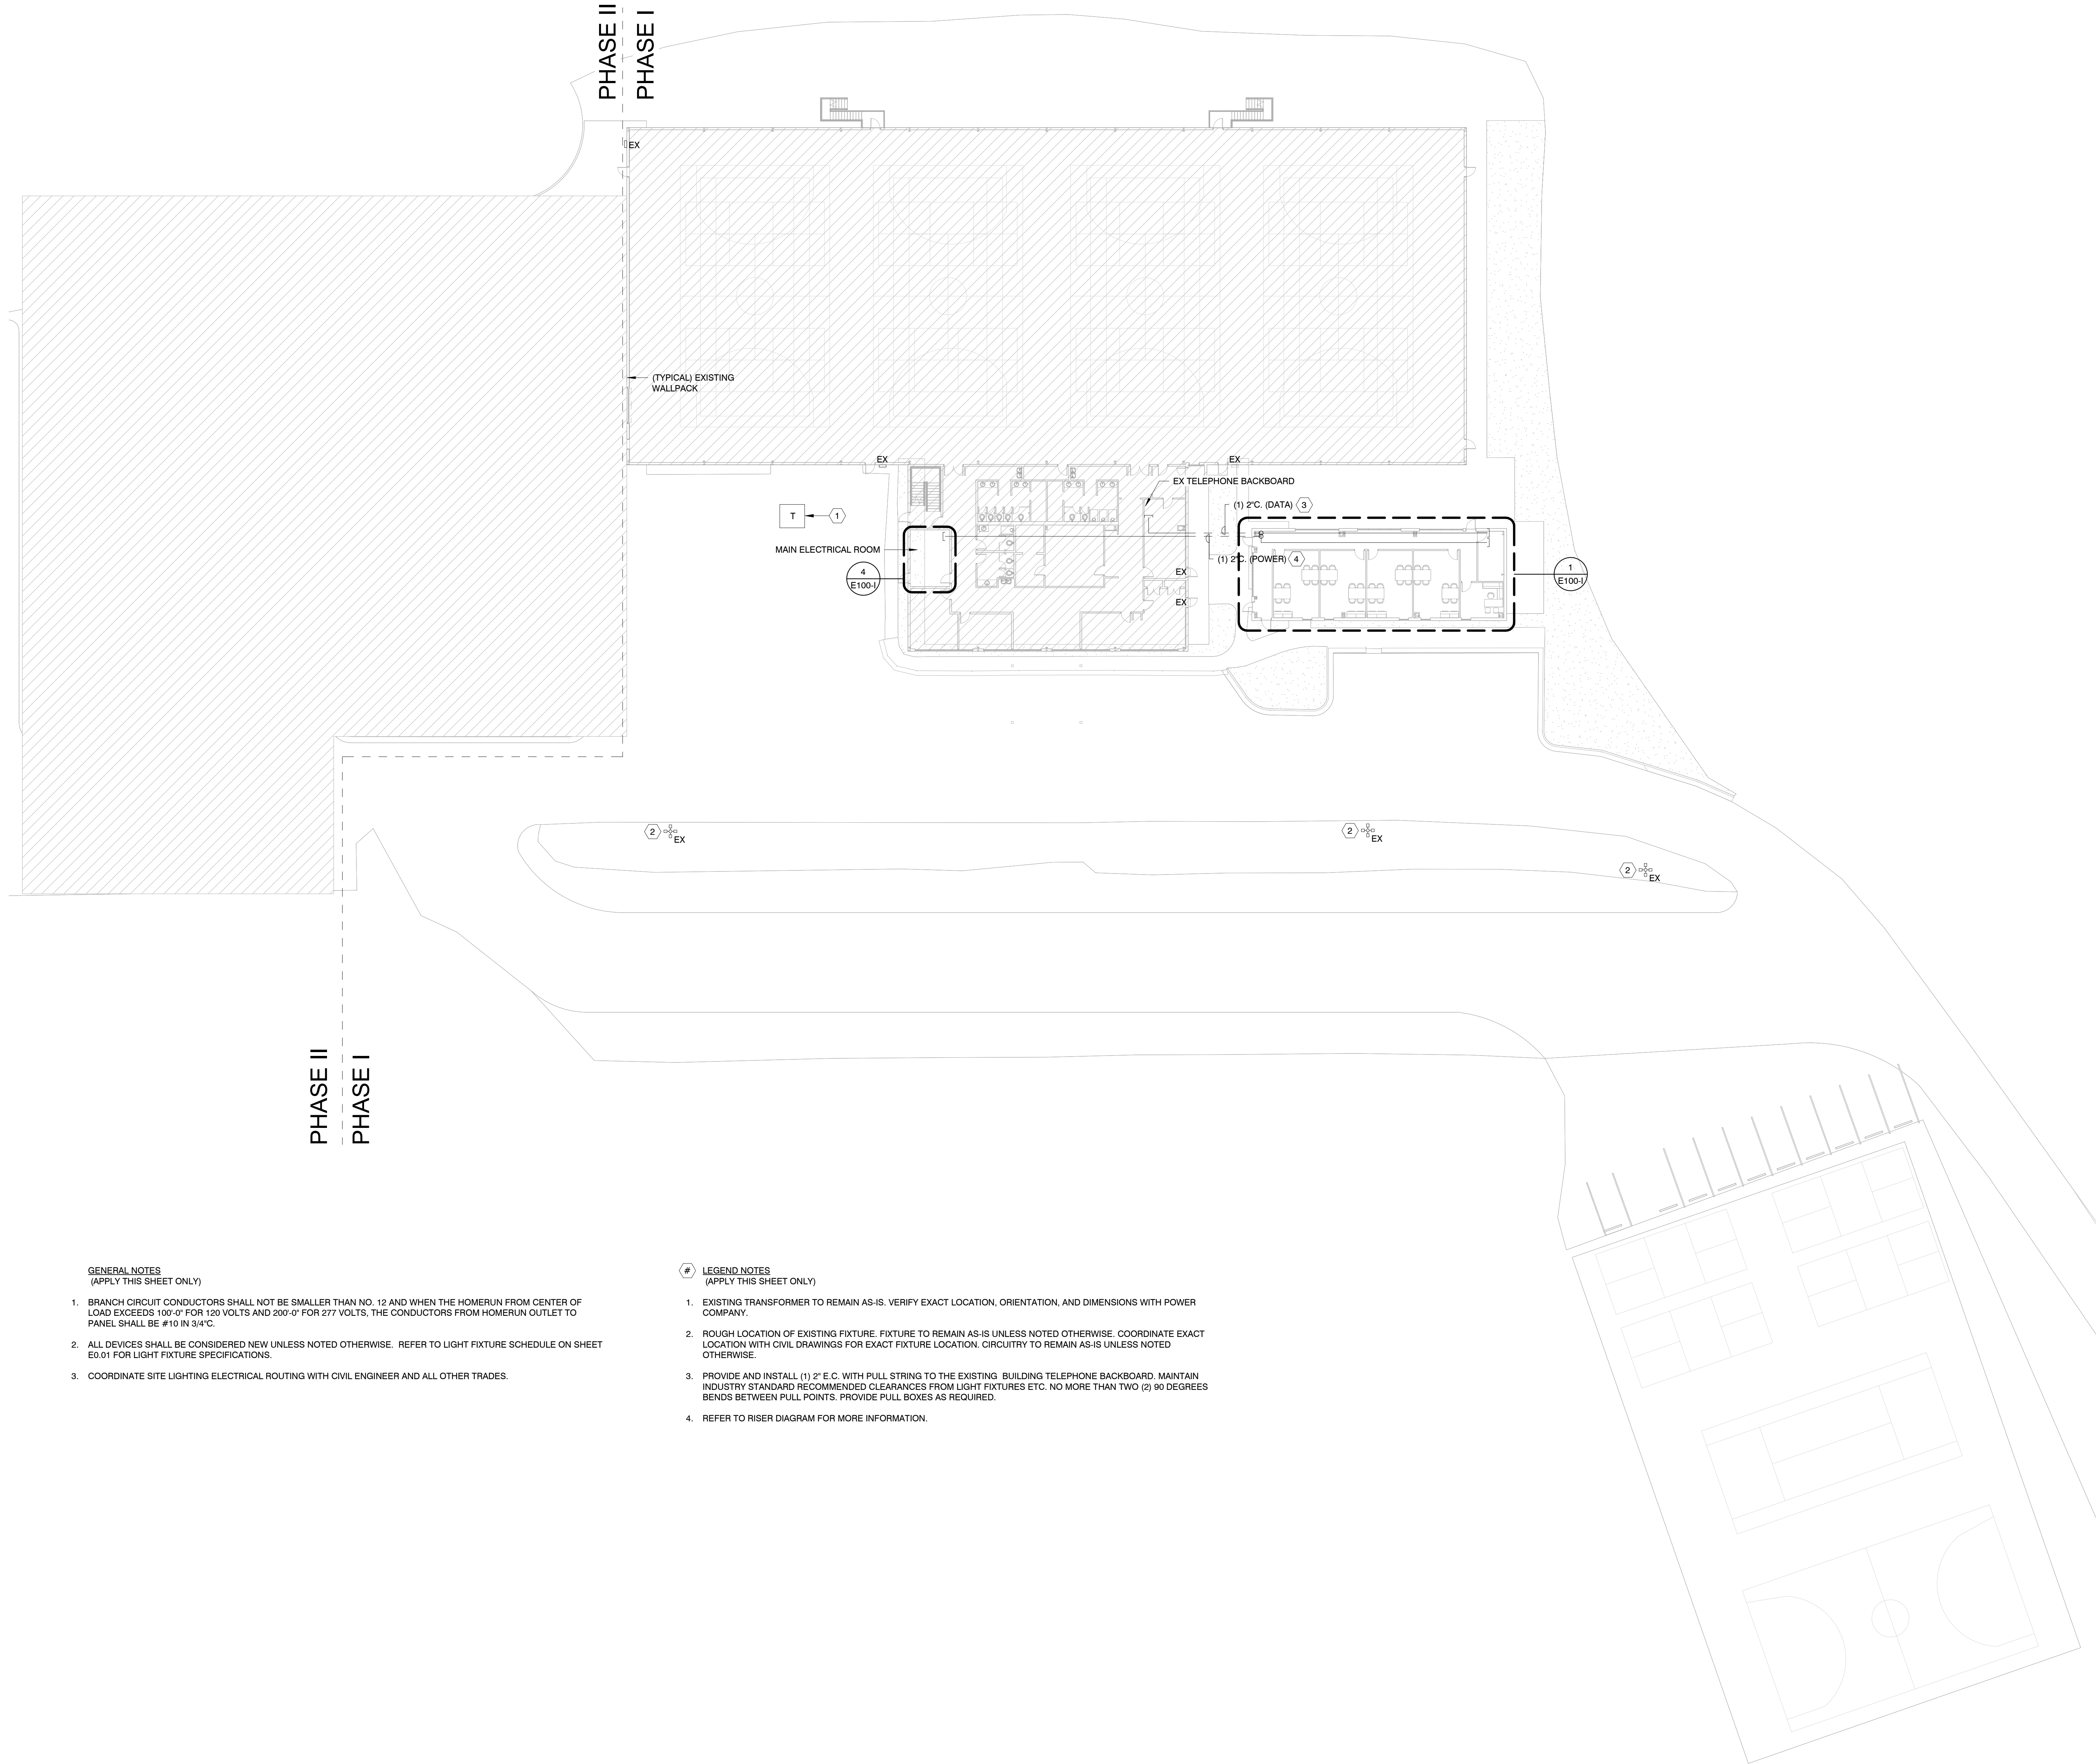 PHASE II
PHASE I
EX
(TYPICAL) EXISTING
WALLPACK
EX
EX
EX TELEPHONE BACKBOARD
(1) 2"C. (DATA) 3
T
1
MAIN ELECTRICAL ROOM
(1) 2"C. (POWER) 4
4
E100-I
EX
EX
1
E100-I
2
EX
2
EX
2
EX
PHASE II
PHASE I
GENERAL NOTES
(APPLY THIS SHEET ONLY)
1. BRANCH CIRCUIT CONDUCTORS SHALL NOT BE SMALLER THAN NO. 12 AND WHEN THE HOMERUN FROM CENTER OF
LOAD EXCEEDS 100'-0" FOR 120 VOLTS AND 200'-0" FOR 277 VOLTS, THE CONDUCTORS FROM HOMERUN OUTLET TO
PANEL SHALL BE #10 IN 3/4"C.
2. ALL DEVICES SHALL BE CONSIDERED NEW UNLESS NOTED OTHERWISE. REFER TO LIGHT FIXTURE SCHEDULE ON SHEET
E0.01 FOR LIGHT FIXTURE SPECIFICATIONS.
3. COORDINATE SITE LIGHTING ELECTRICAL ROUTING WITH CIVIL ENGINEER AND ALL OTHER TRADES.
# LEGEND NOTES
(APPLY THIS SHEET ONLY)
1. EXISTING TRANSFORMER TO REMAIN AS-IS. VERIFY EXACT LOCATION, ORIENTATION, AND DIMENSIONS WITH POWER
COMPANY.
2. ROUGH LOCATION OF EXISTING FIXTURE. FIXTURE TO REMAIN AS-IS UNLESS NOTED OTHERWISE. COORDINATE EXACT
LOCATION WITH CIVIL DRAWINGS FOR EXACT FIXTURE LOCATION. CIRCUITRY TO REMAIN AS-IS UNLESS NOTED
OTHERWISE.
3. PROVIDE AND INSTALL (1) 2" E.C. WITH PULL STRING TO THE EXISTING BUILDING TELEPHONE BACKBOARD. MAINTAIN
INDUSTRY STANDARD RECOMMENDED CLEARANCES FROM LIGHT FIXTURES ETC. NO MORE THAN TWO (2) 90 DEGREES
BENDS BETWEEN PULL POINTS. PROVIDE PULL BOXES AS REQUIRED.
4. REFER TO RISER DIAGRAM FOR MORE INFORMATION.